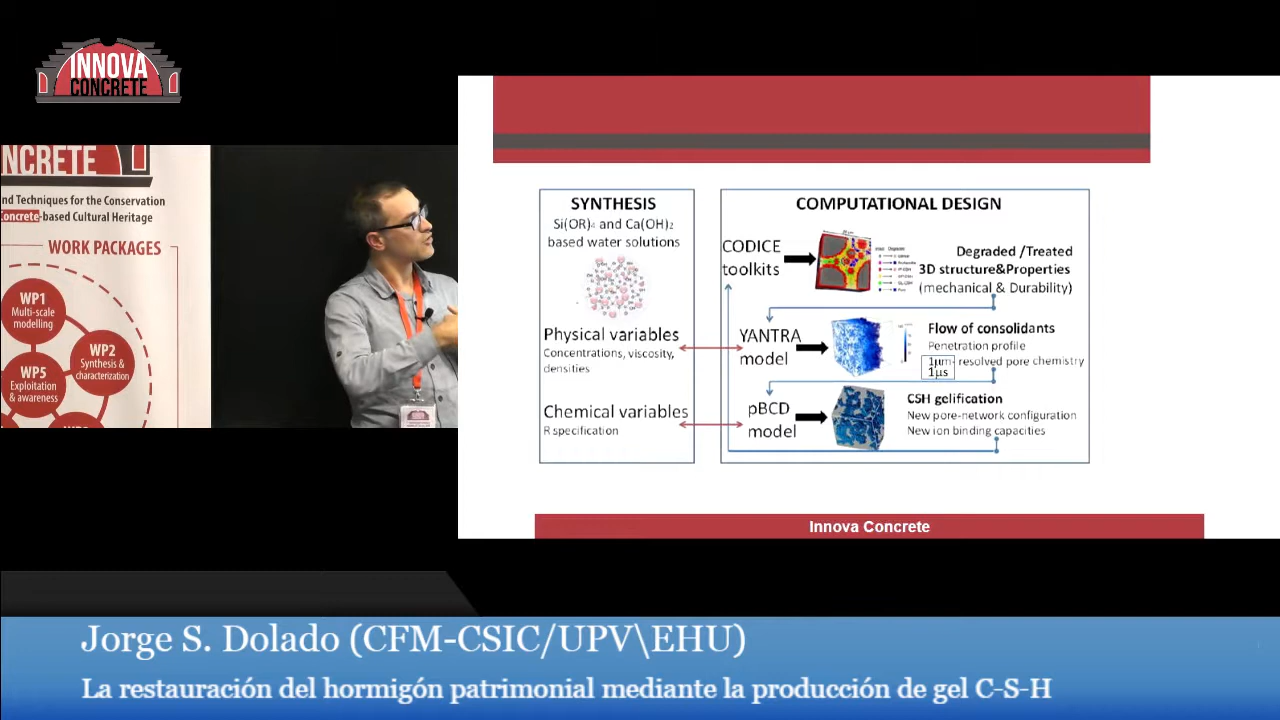 INNOVA
CONCRETE
NCRETE
nd Techniques for the Conservation
Concrete-based Cultural Heritage
WORK PACKAGES
WP1
Multi-scale
modelling
WP2
Synthesis &
characterization
WP5
Exploitation
& awareness
SYNTHESIS
Si(OR)4 and Ca(OH)2
based water solutions
Physical variables
Concentrations, viscosity,
densities
Chemical variables
R specification
COMPUTATIONAL DESIGN
CODICE
toolkits
Degraded /Treated
3D structure&Properties
(mechanical & Durability)
YANTRA
model
Flow of consolidants
Penetration profile
1µm- resolved pore chemistry
1µs
pBCD
model
CSH gelification
New pore-network configuration
New ion binding capacities
Innova Concrete
Jorge S. Dolado (CFM-CSIC/UPV\EHU)
La restauración del hormigón patrimonial mediante la producción de gel C-S-H